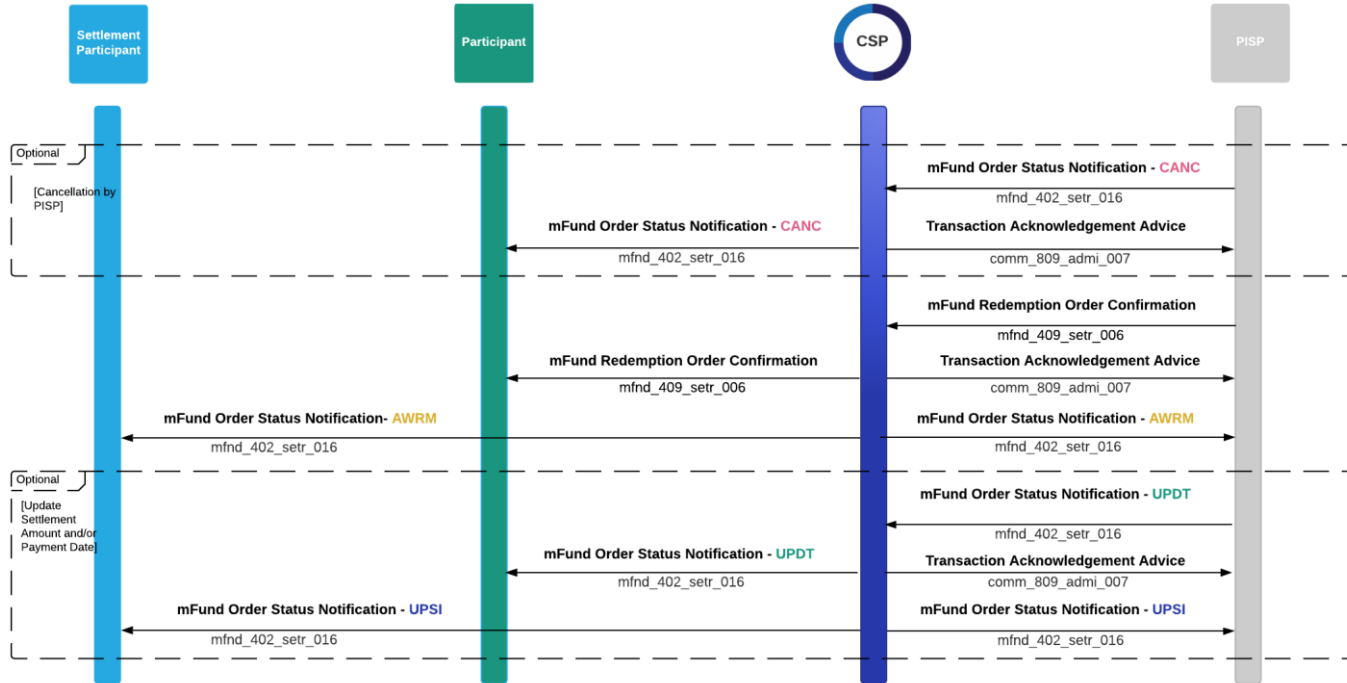 Settlement
Participant
Participant
CSP
PISP
Optional
[Cancellation by
PISP]
mFund Order Status Notification - CANC
mfnd_402_setr_016
mFund Order Status Notification - CANC
mfnd_402_setr_016
Transaction Acknowledgement Advice
comm_809_admi_007
mFund Redemption Order Confirmation
mfnd_409_setr_006
mFund Redemption Order Confirmation
mfnd_409_setr_006
Transaction Acknowledgement Advice
comm_809_admi_007
mFund Order Status Notification- AWRM
mfnd_402_setr_016
mFund Order Status Notification - AWRM
mfnd_402_setr_016
Optional
[Update
Settlement
Amount and/or
Payment Date]
mFund Order Status Notification - UPDT
mfnd_402_setr_016
mFund Order Status Notification - UPDT
mfnd_402_setr_016
Transaction Acknowledgement Advice
comm_809_admi_007
mFund Order Status Notification - UPSI
mfnd_402_setr_016
mFund Order Status Notification - UPSI
mfnd_402_setr_016